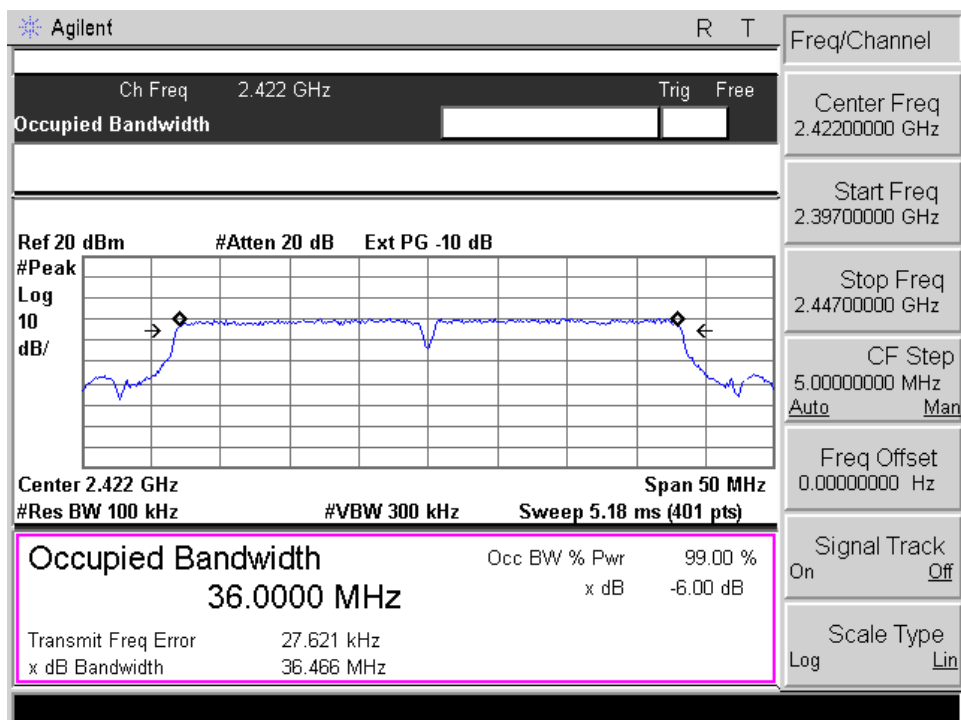 Agilent R T
Ch Freq 2.422 GHz Trig Free
Occupied Bandwidth
Ref 20 dBm #Atten 20 dB Ext PG -10 dB
#Peak
Log
10
dB/
Center 2.422 GHz Span 50 MHz
#Res BW 100 kHz #VBW 300 kHz Sweep 5.18 ms (401 pts)
Occupied Bandwidth Occ BW % Pwr 99.00 %
36.0000 MHz x dB -6.00 dB
Transmit Freq Error 27.621 kHz
x dB Bandwidth 36.466 MHz
Freq/Channel
Center Freq
2.42200000 GHz
Start Freq
2.39700000 GHz
Stop Freq
2.44700000 GHz
CF Step
5.00000000 MHz
Auto Man
Freq Offset
0.00000000 Hz
Signal Track
On Off
Scale Type
Log Lin